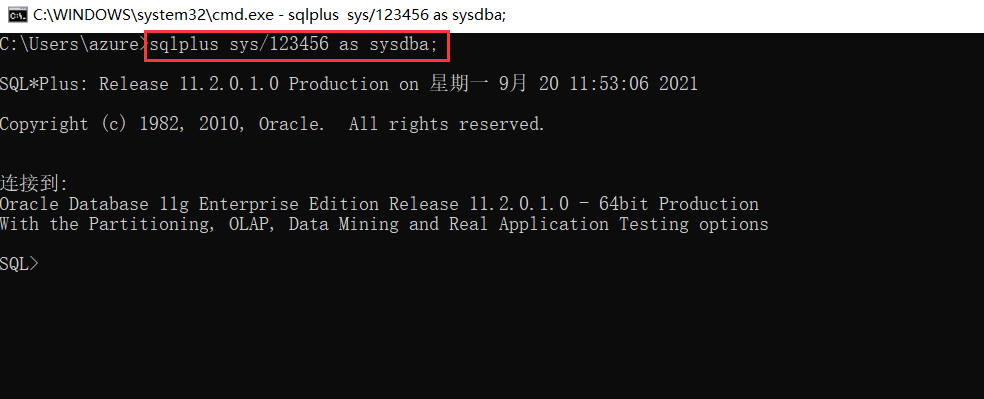 C:\WINDOWS\system32\cmd.exe - sqlplus  sys/123456 as sysdba;
C:\Users\azure>sqlplus sys/123456 as sysdba;
SQL*Plus: Release 11.2.0.1.0 Production on 星期一 9月 20 11:53:06 2021
Copyright (c) 1982, 2010, Oracle.  All rights reserved.
连接到:
Oracle Database 11g Enterprise Edition Release 11.2.0.1.0 - 64bit Production
With the Partitioning, OLAP, Data Mining and Real Application Testing options
SQL>